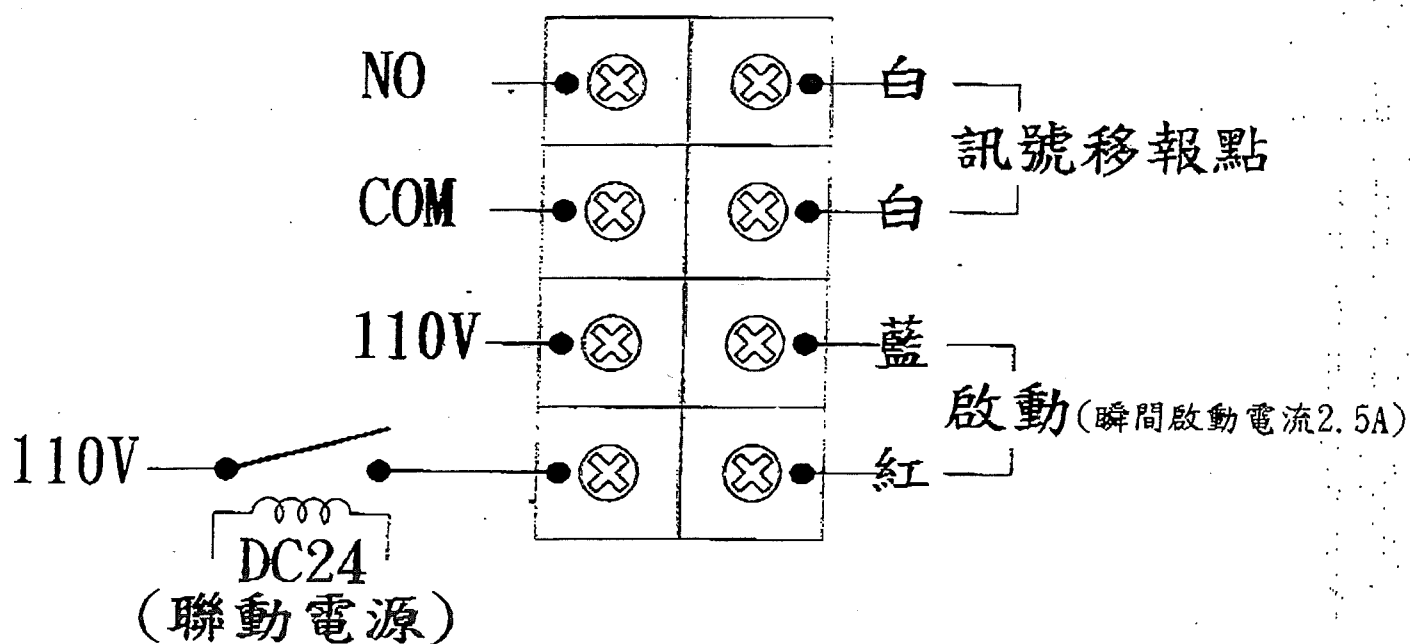 NO 白
訊號移報點
COM 白
110V 藍
啟動(瞬間啟動電流2.5A)
110V 紅
DC24
(聯動電源)